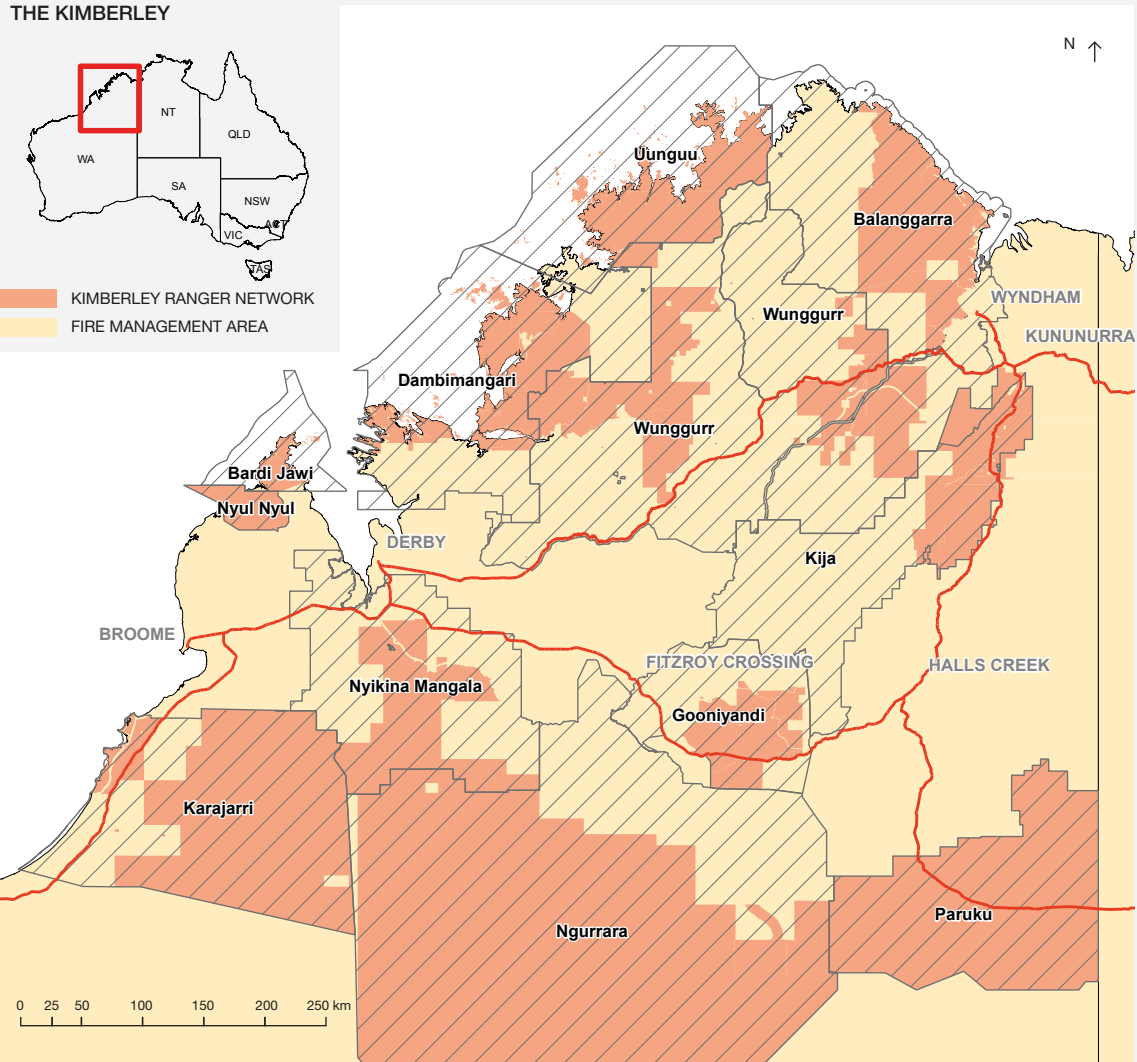 THE KIMBERLEY
N
NT
QLD
WA
SA
NSW
ACT
VIC
TAS
KIMBERLEY RANGER NETWORK
FIRE MANAGEMENT AREA
Uunguu
Balanggarra
WYNDHAM
Wunggurr
KUNUNURRA
Dambimangari
Wunggurr
Bardi Jawi
Nyul Nyul
DERBY
Kija
BROOME
FITZROY CROSSING
HALLS CREEK
Nyikina Mangala
Gooniyandi
Karajarri
Paruku
Ngurrara
0 25 50 100 150 200 250 km